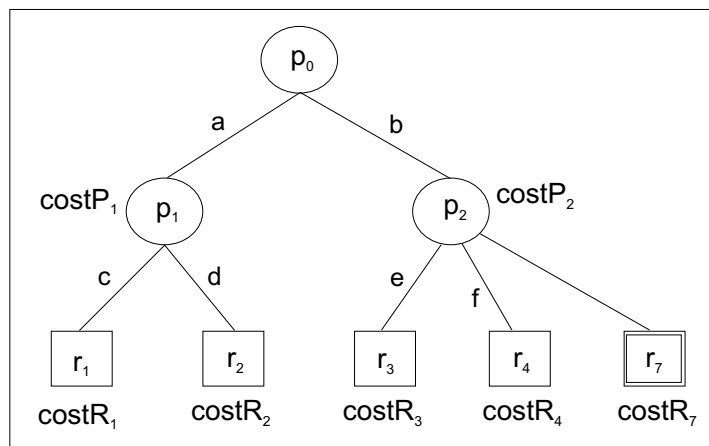 p₀
a b
costP₁ p₁ p₂ costP₂
c d e f
r₁ r₂ r₃ r₄ r₇
costR₁ costR₂ costR₃ costR₄ costR₇